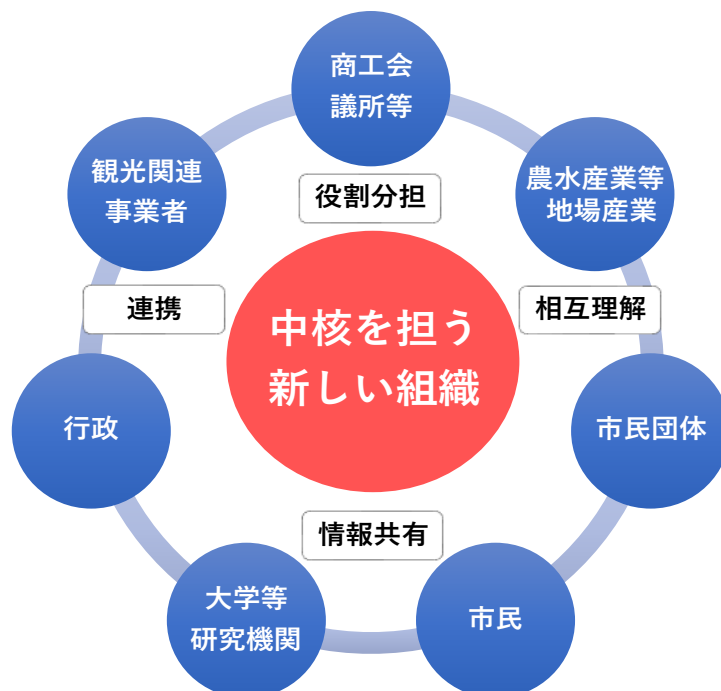 商工会
議所等
観光関連
事業者
農水産業等
地場産業
役割分担
連携
相互理解
中核を担う
新しい組織
行政
市民団体
情報共有
大学等
研究機関
市民